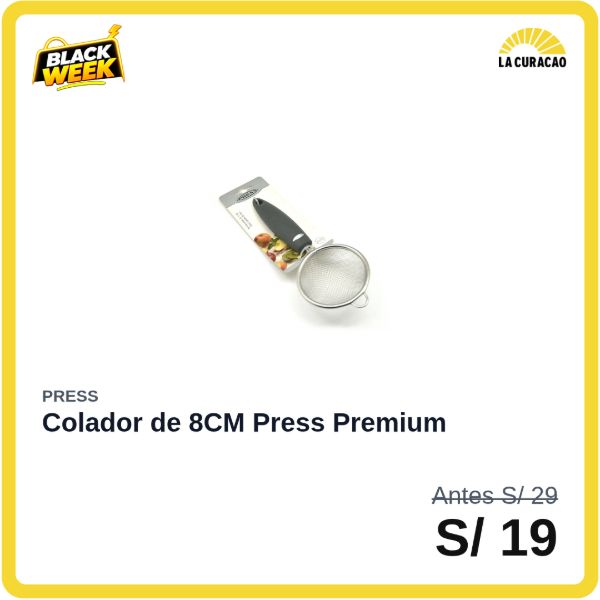 BLACK
WEEK
LA CURACAO
PRESS
Colador de 8CM Press Premium
Antes S/ 29
S/ 19